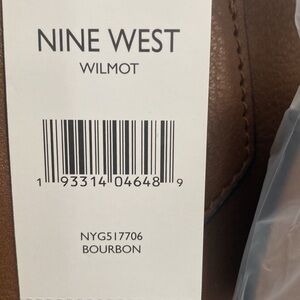 NINE WEST
WILMOT
1 93314 04648 9
NYG517706
BOURBON